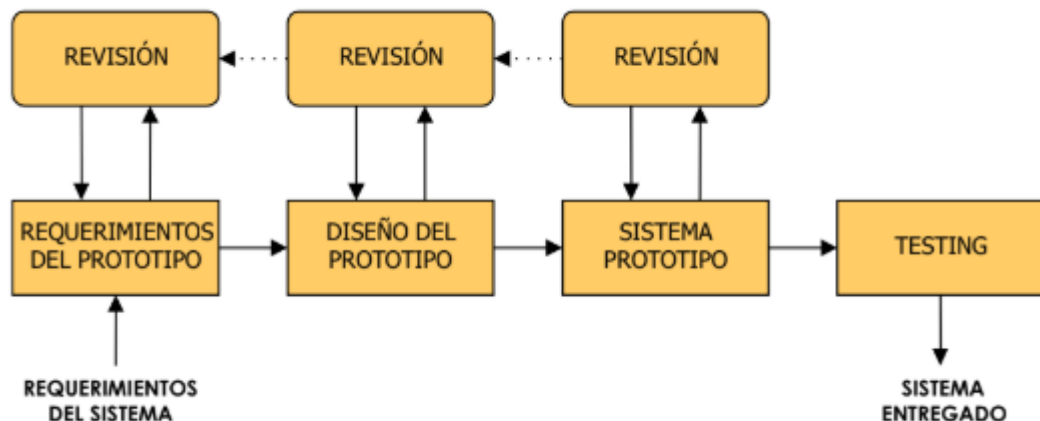 REVISIÓN
REVISIÓN
REVISIÓN
REQUERIMIENTOS
DEL PROTOTIPO
DISEÑO DEL
PROTOTIPO
SISTEMA
PROTOTIPO
TESTING
REQUERIMIENTOS
DEL SISTEMA
SISTEMA
ENTREGADO